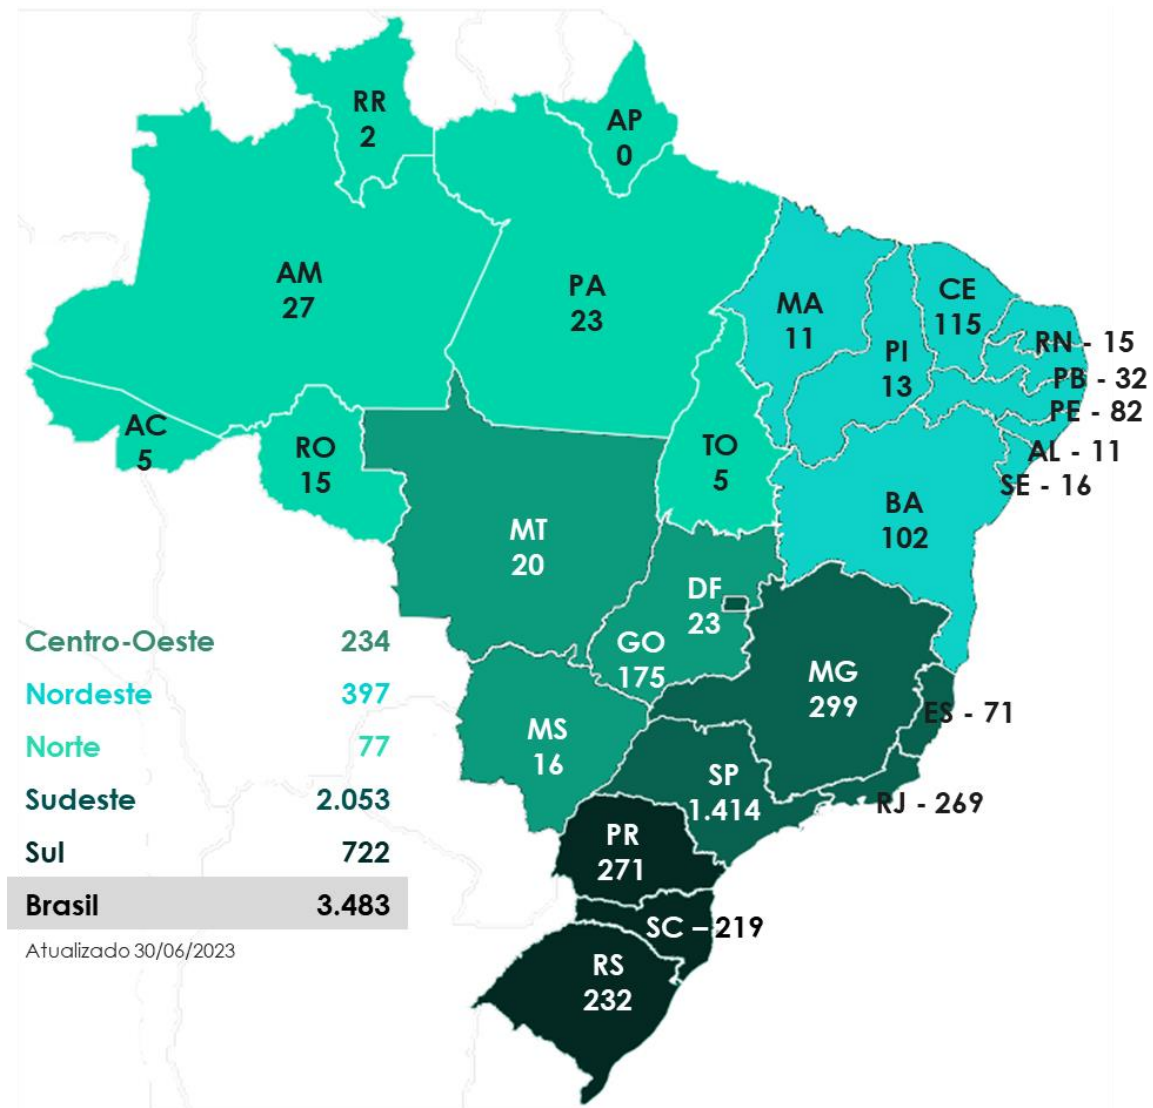 RR
2
AP
0
AM
27
PA
23
MA
11
PI
13
CE
115
RN - 15
PB - 32
PE - 82
AL - 11
SE - 16
AC
5
RO
15
TO
5
BA
102
MT
20
DF
23
GO
175
MG
299
ES - 71
MS
16
SP
1.414
RJ - 269
PR
271
SC – 219
RS
232
Centro-Oeste 234
Nordeste 397
Norte 77
Sudeste 2.053
Sul 722
Brasil 3.483
Atualizado 30/06/2023